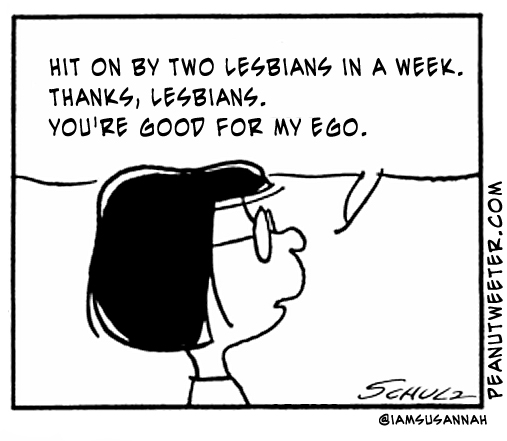 HIT ON BY TWO LESBIANS IN A WEEK.
THANKS, LESBIANS.
YOU'RE GOOD FOR MY EGO.
SCHULZ
PEANUTWEETER.COM
@IAMSUSANNAH